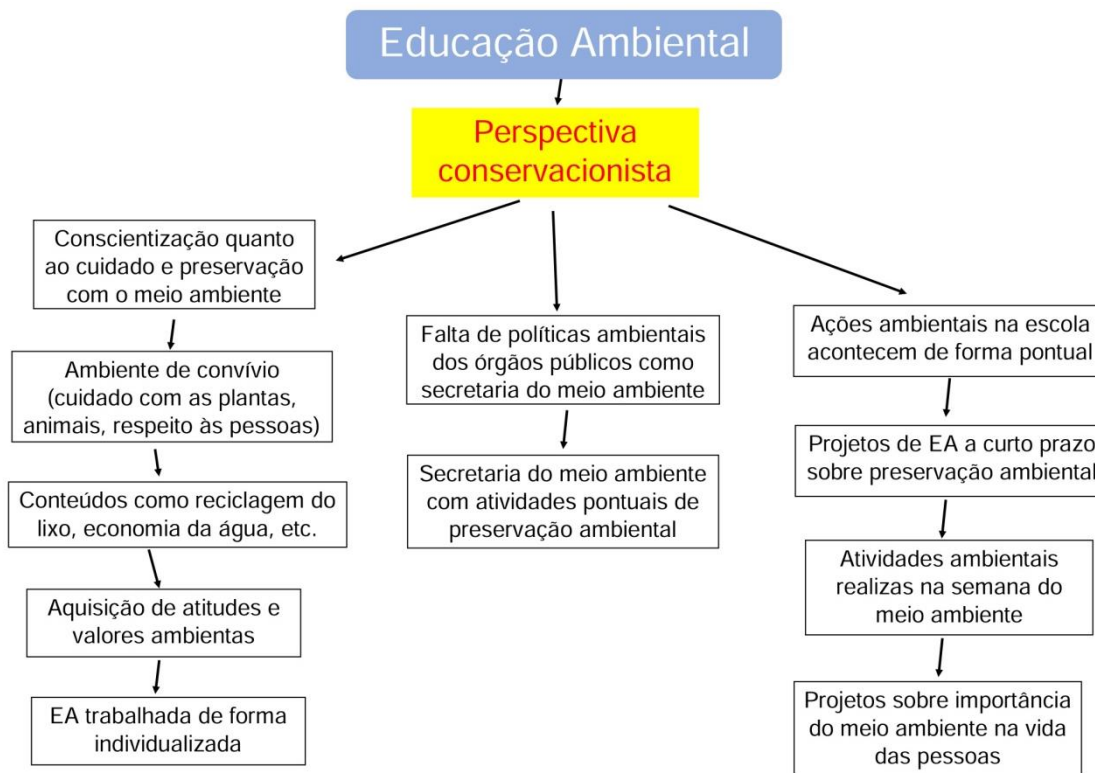 Educação Ambiental
Perspectiva
conservacionista
Conscientização quanto
ao cuidado e preservação
com o meio ambiente
Ambiente de convívio
(cuidado com as plantas,
animais, respeito às pessoas)
Conteúdos como reciclagem do
lixo, economia da água, etc.
Aquisição de atitudes e
valores ambientas
EA trabalhada de forma
individualizada
Falta de políticas ambientais
dos órgãos públicos como
secretaria do meio ambiente
Secretaria do meio ambiente
com atividades pontuais de
preservação ambiental
Ações ambientais na escola
acontecem de forma pontual
Projetos de EA a curto prazo
sobre preservação ambiental
Atividades ambientais
realizas na semana do
meio ambiente
Projetos sobre importância
do meio ambiente na vida
das pessoas